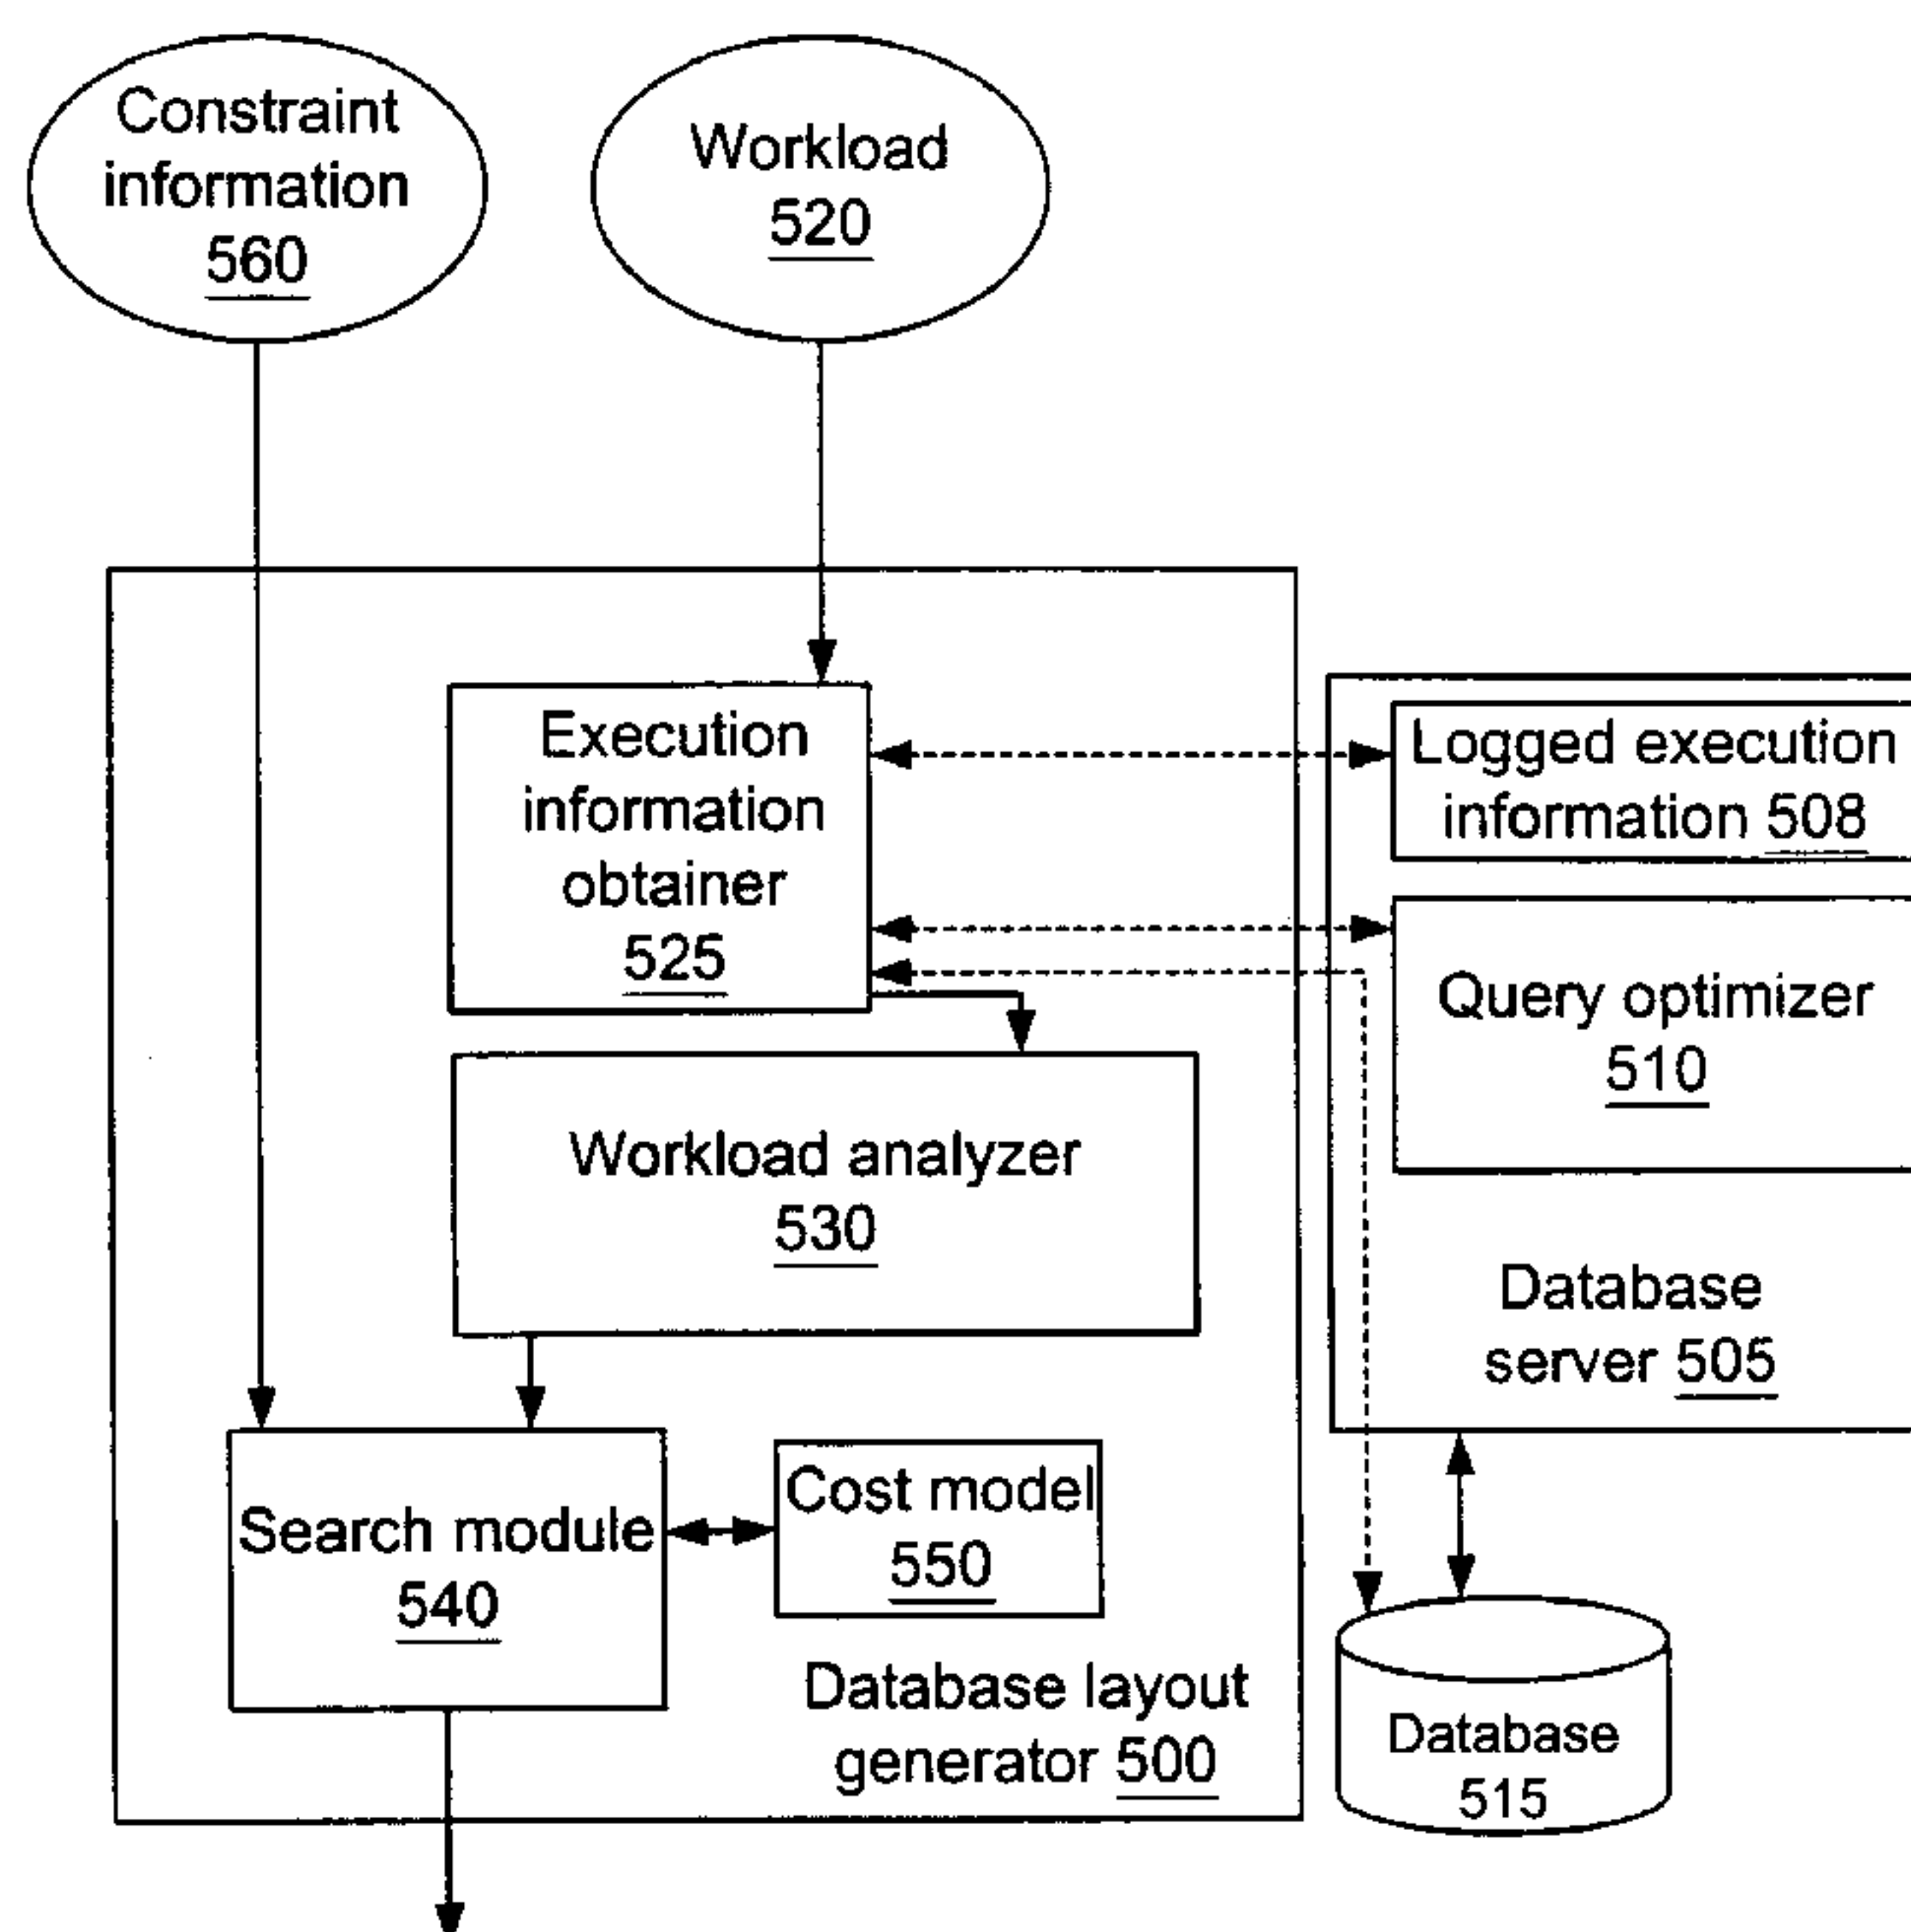 Constraint
information
560
Workload
520
Execution
information
obtainer
525
Logged execution
information 508
Query optimizer
510
Workload analyzer
530
Database
server 505
Search module
540
Cost model
550
Database layout
generator 500
Database
515